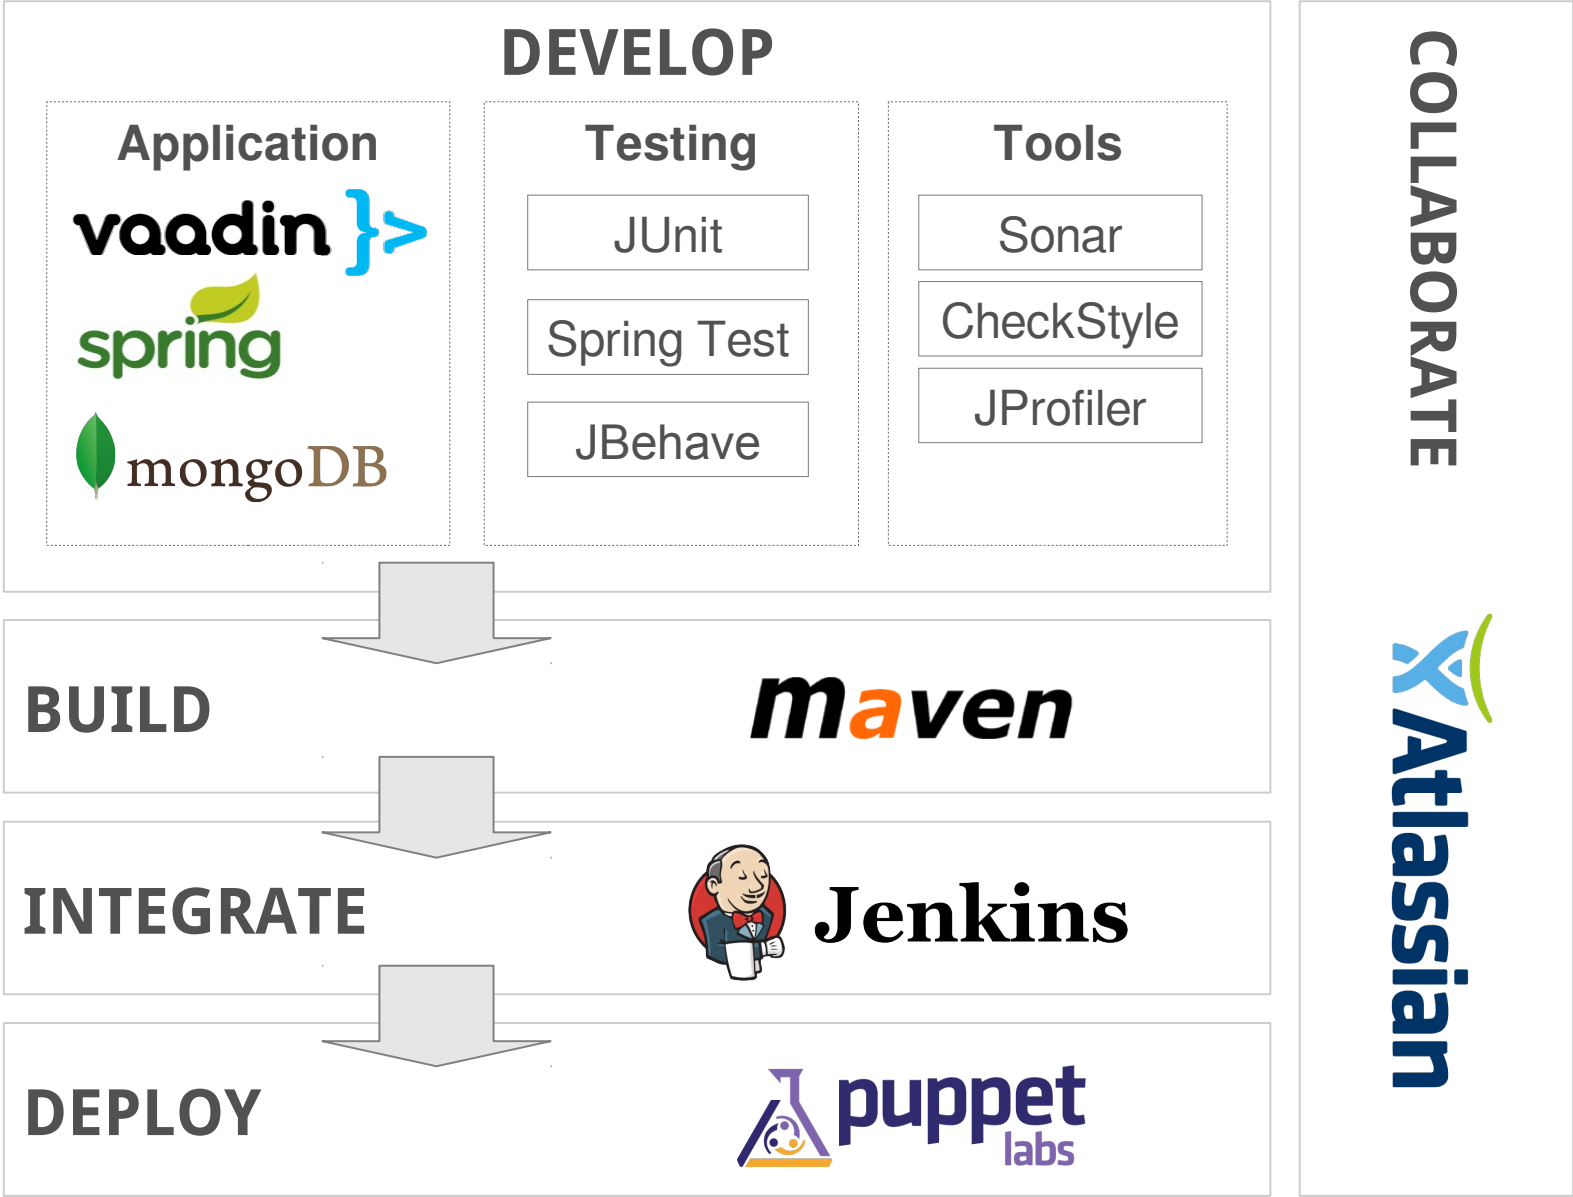 DEVELOP
Application
vaadin }>
spring
mongoDB
Testing
JUnit
Spring Test
JBehave
Tools
Sonar
CheckStyle
JProfiler
BUILD
maven
INTEGRATE
Jenkins
DEPLOY
puppet
labs
COLLABORATE
Atlassian